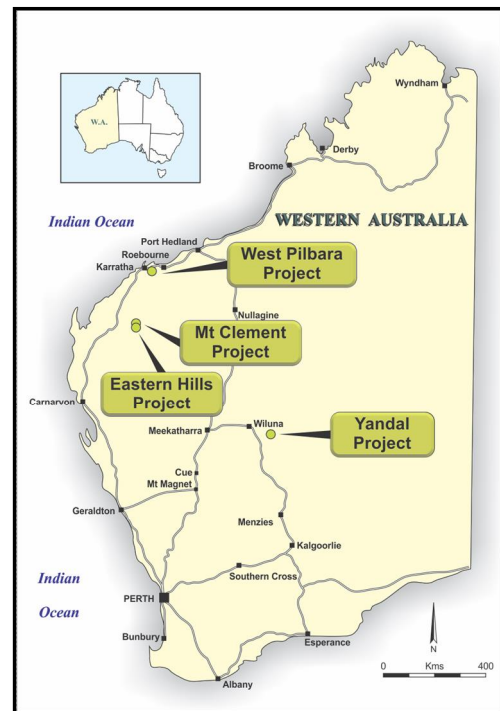 Wyndham
W.A.
Derby
Broome
Indian Ocean
WESTERN AUSTRALIA
Port Hedland
Roebourne
Karratha
West Pilbara
Project
Nullagine
Mt Clement
Project
Eastern Hills
Project
Carnarvon
Meekatharra
Wiluna
Yandal
Project
Cue
Mt Magnet
Geraldton
Menzies
Kalgoorlie
Indian
Ocean
Southern Cross
PERTH
Bunbury
Esperance
Albany
N
0 Kms 400